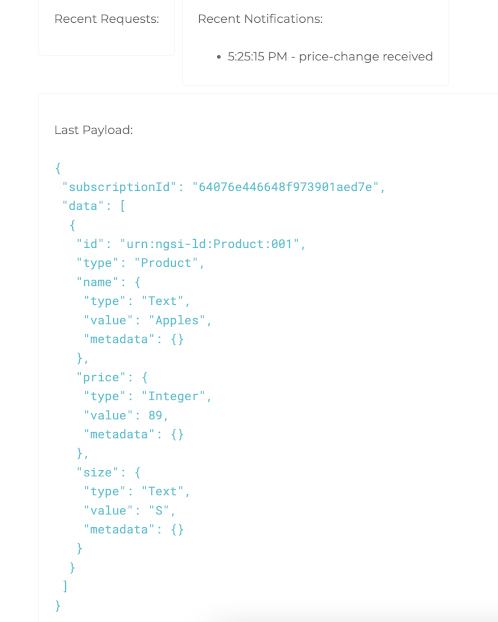 Recent Requests:
Recent Notifications:
• 5:25:15 PM - price-change received
Last Payload:
{
"subscriptionId": "64076e446648f973901aed7e",
"data": [
{
"id": "urn:ngsi-ld:Product:001",
"type": "Product",
"name": {
"type": "Text",
"value": "Apples",
"metadata": {}
},
"price": {
"type": "Integer",
"value": 89,
"metadata": {}
},
"size": {
"type": "Text",
"value": "S",
"metadata": {}
}
}
]
}